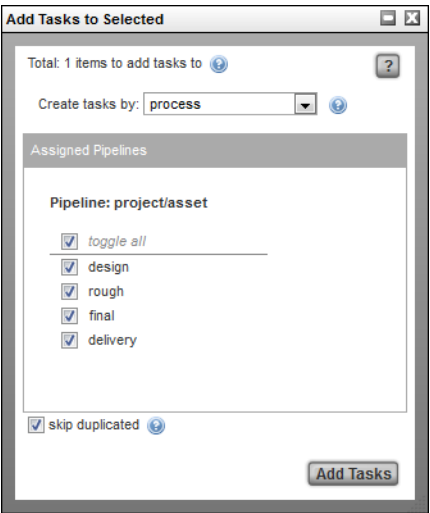 Add Tasks to Selected
Total: 1 items to add tasks to ?
?
Create tasks by: process ?
Assigned Pipelines
Pipeline: project/asset
toggle all
design
rough
final
delivery
skip duplicated ?
Add Tasks